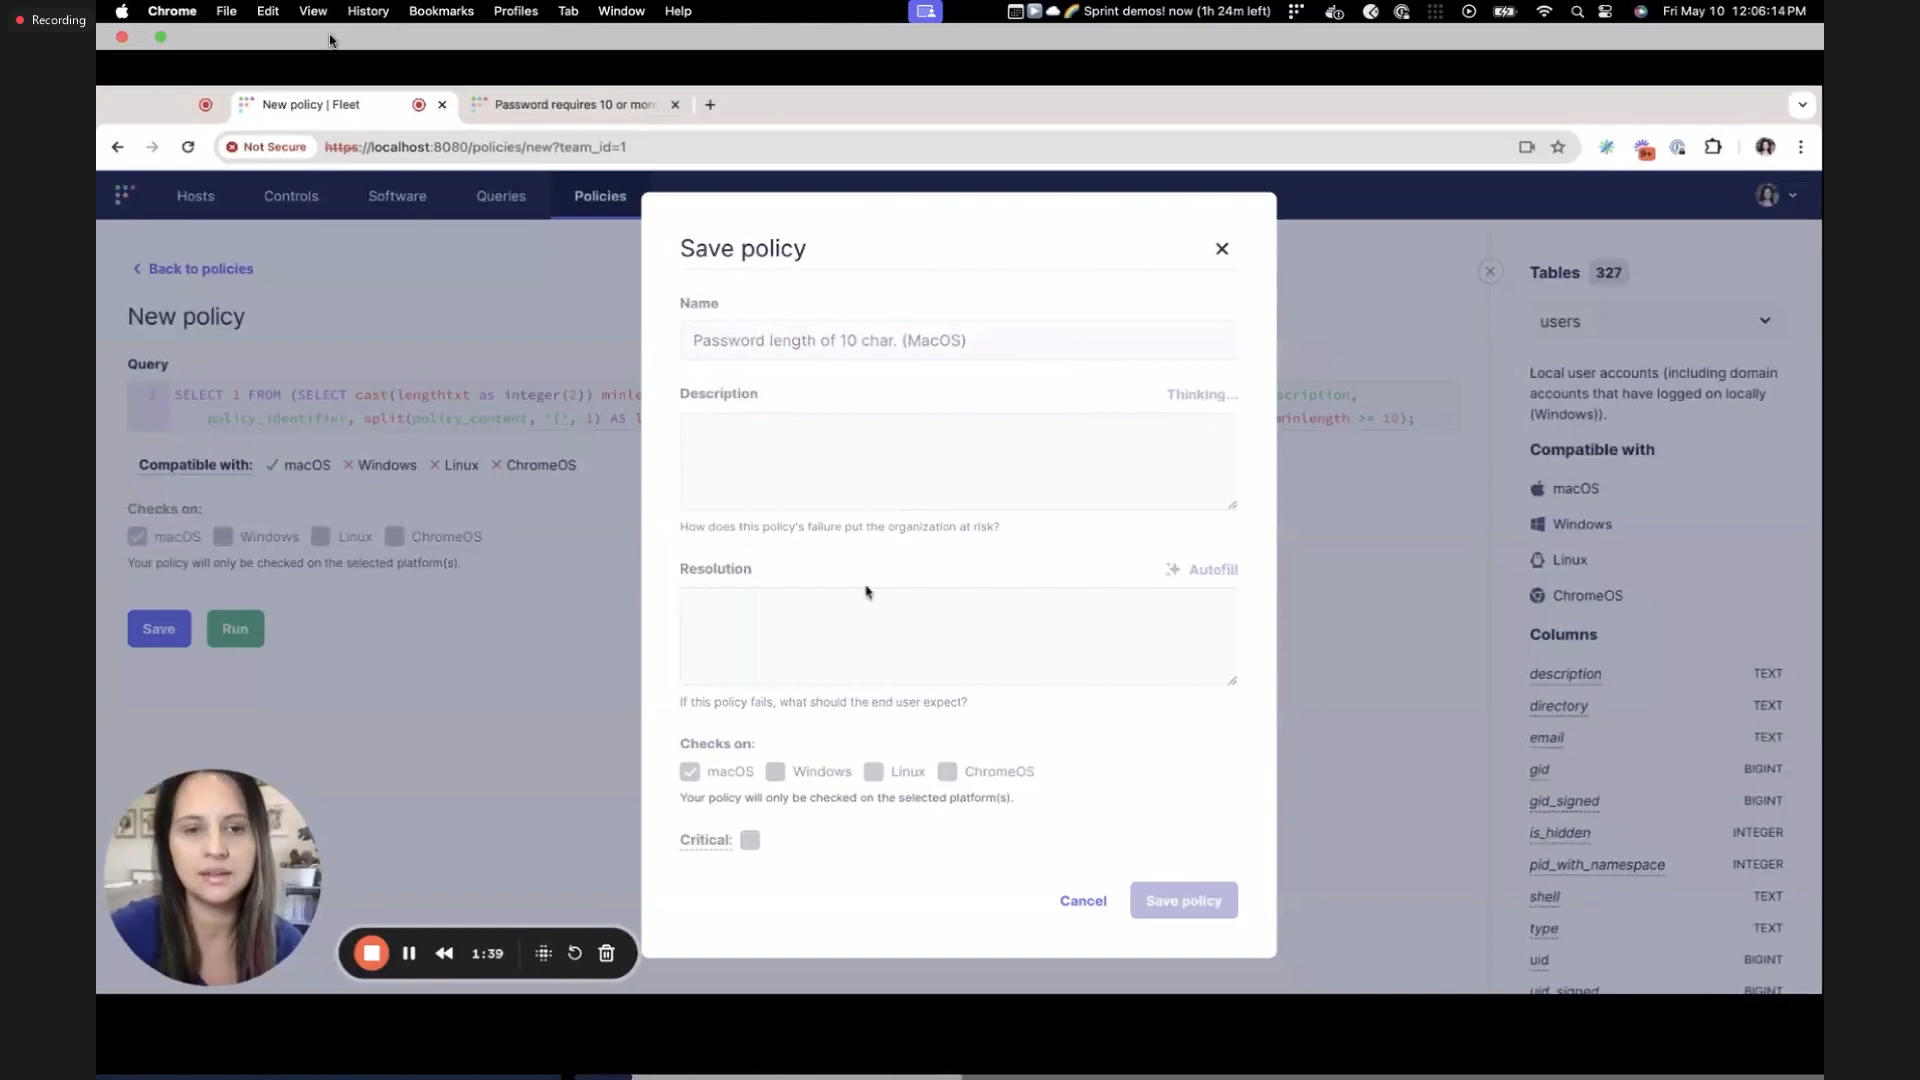 Recording
Chrome File Edit View History Bookmarks Profiles Tab Window Help
Sprint demos! now (1h 24m left)
Fri May 10 12:06:14 PM
New policy | Fleet
Password requires 10 or mor
Not Secure https://localhost:8080/policies/new?team_id=1
9+
Hosts Controls Software Queries Policies
Back to policies
New policy
Query
1 SELECT 1 FROM (SELECT cast(lengthtxt as integer(2)) minle
scription,
policy_identifier, split(policy_content, '{', 1) AS l
minlength >= 10);
Compatible with: macOS Windows Linux ChromeOS
Checks on:
macOS Windows Linux ChromeOS
Your policy will only be checked on the selected platform(s).
Save Run
Save policy
Name
Password length of 10 char. (MacOS)
Description Thinking...
How does this policy's failure put the organization at risk?
Resolution Autofill
If this policy fails, what should the end user expect?
Checks on:
macOS Windows Linux ChromeOS
Your policy will only be checked on the selected platform(s).
Critical:
Cancel Save policy
1:39
Tables 327
users
Local user accounts (including domain
accounts that have logged on locally
(Windows)).
Compatible with
macOS
Windows
Linux
ChromeOS
Columns
description TEXT
directory TEXT
email TEXT
gid BIGINT
gid_signed BIGINT
is_hidden INTEGER
pid_with_namespace INTEGER
shell TEXT
type TEXT
uid BIGINT
uid_signed BIGINT